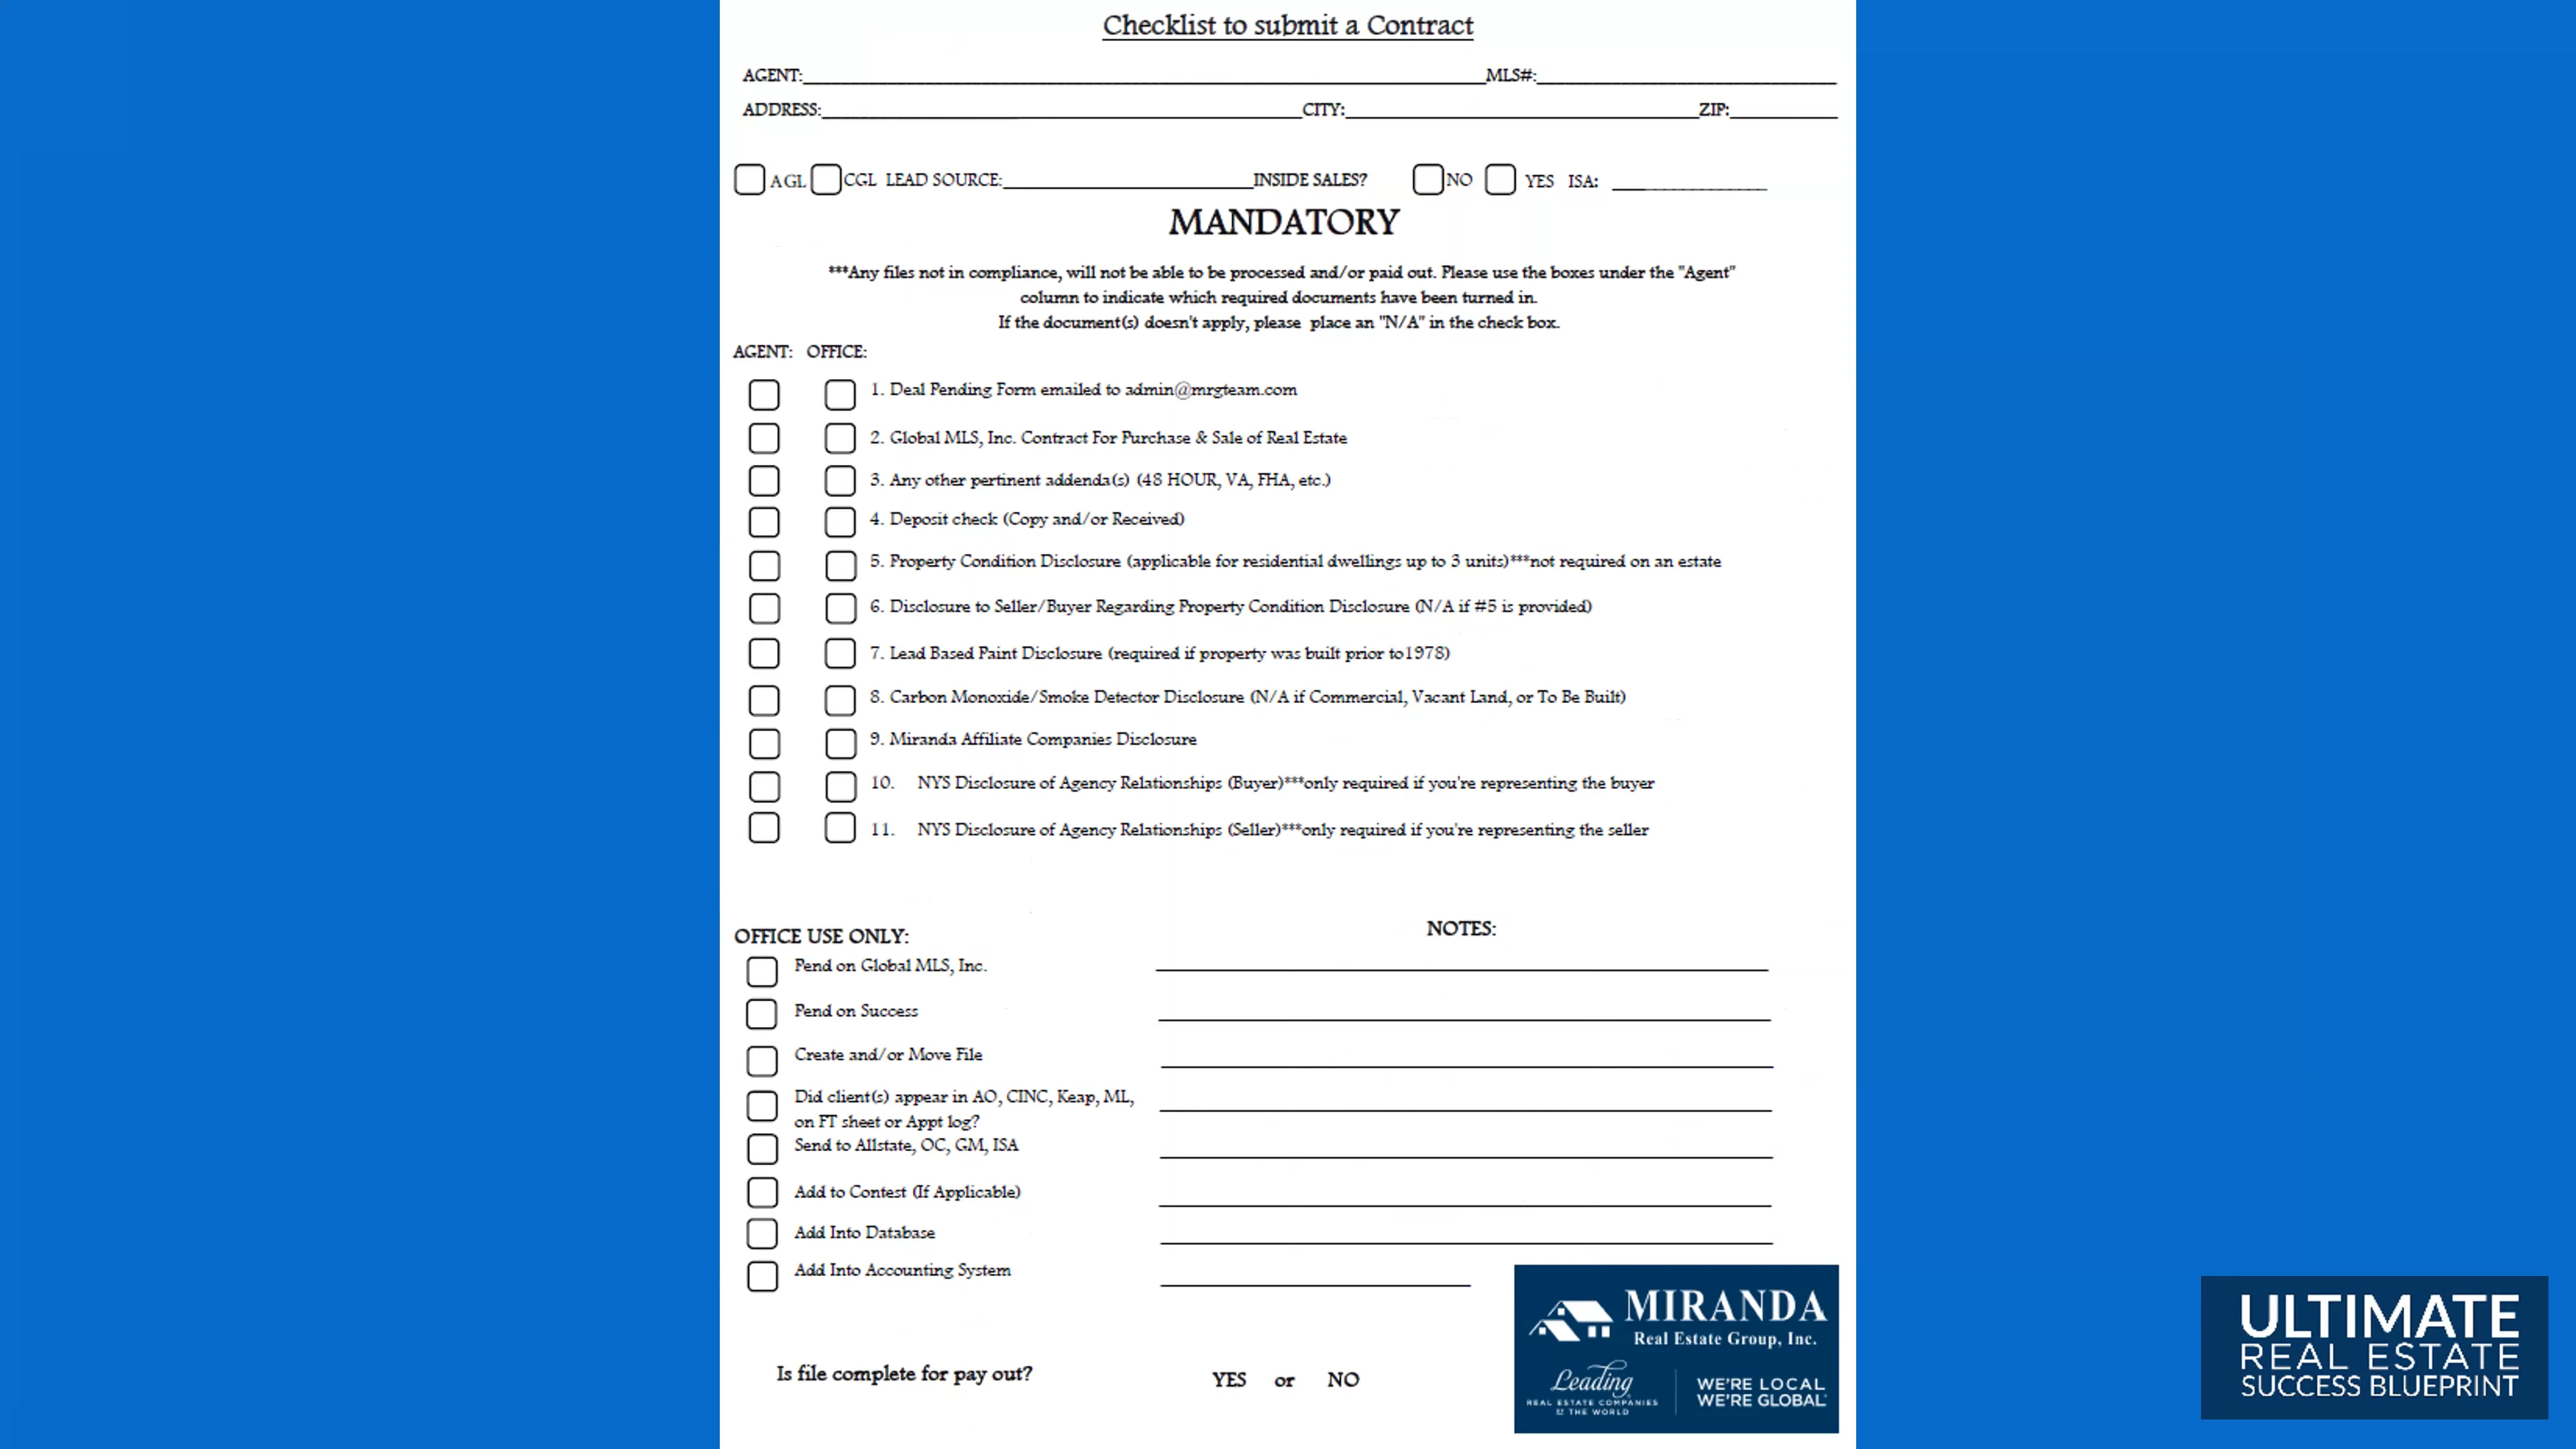 Checklist to submit a Contract
AGENT: MLS#:
ADDRESS: CITY: ZIP:
AGL CGL LEAD SOURCE: INSIDE SALES? NO YES ISA:
MANDATORY
***Any files not in compliance, will not be able to be processed and/or paid out. Please use the boxes under the "Agent"
column to indicate which required documents have been turned in.
If the document(s) doesn't apply, please place an "N/A" in the check box.
AGENT: OFFICE:
1. Deal Pending Form emailed to admin@mrgteam.com
2. Global MLS, Inc. Contract For Purchase & Sale of Real Estate
3. Any other pertinent addenda(s) (48 HOUR, VA, FHA, etc.)
4. Deposit check (Copy and/or Received)
5. Property Condition Disclosure (applicable for residential dwellings up to 3 units)***not required on an estate
6. Disclosure to Seller/Buyer Regarding Property Condition Disclosure (N/A if #5 is provided)
7. Lead Based Paint Disclosure (required if property was built prior to1978)
8. Carbon Monoxide/Smoke Detector Disclosure (N/A if Commercial, Vacant Land, or To Be Built)
9. Miranda Affiliate Companies Disclosure
10. NYS Disclosure of Agency Relationships (Buyer)***only required if you're representing the buyer
11. NYS Disclosure of Agency Relationships (Seller)***only required if you're representing the seller
OFFICE USE ONLY:
NOTES:
Pend on Global MLS, Inc.
Pend on Success
Create and/or Move File
Did client(s) appear in AO, CINC, Keap, ML,
on FT sheet or Appt log?
Send to Allstate, OC, GM, ISA
Add to Contest (If Applicable)
Add Into Database
Add Into Accounting System
Is file complete for pay out? YES or NO
MIRANDA
Real Estate Group, Inc.
Leading
REAL ESTATE COMPANIES
OF THE WORLD
WE'RE LOCAL
WE'RE GLOBAL
ULTIMATE
REAL ESTATE
SUCCESS BLUEPRINT